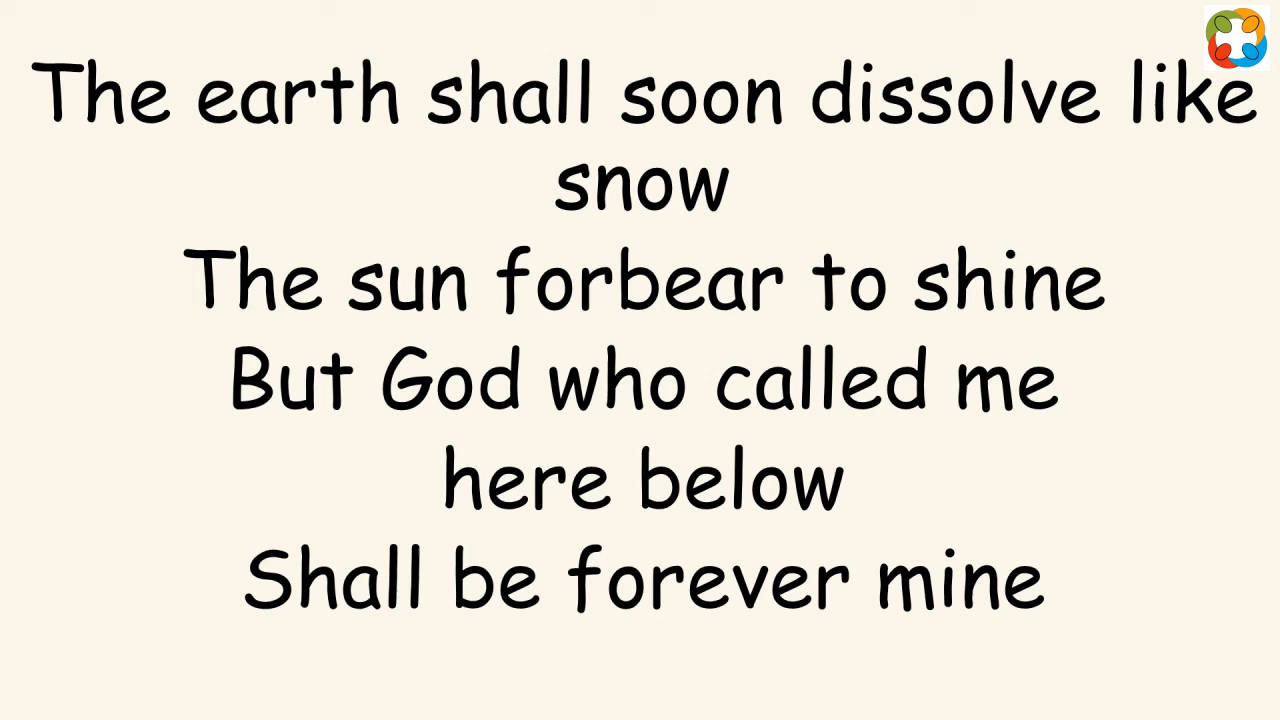 The earth shall soon dissolve like
snow
The sun forbear to shine
But God who called me
here below
Shall be forever mine